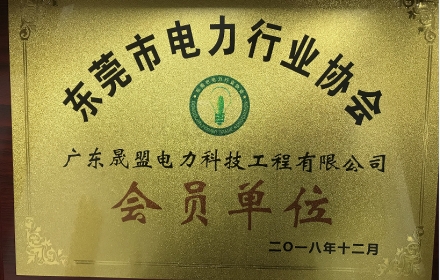 东莞市电力行业协会
广东晟盟电力科技工程有限公司
会员单位
二〇一八年十二月